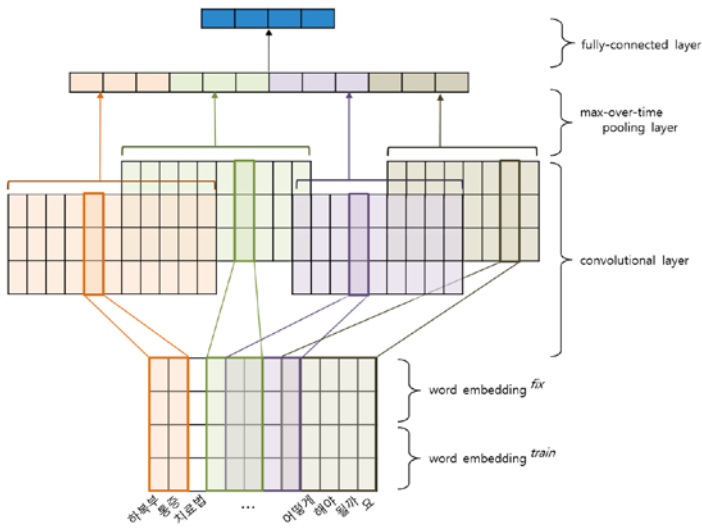 fully-connected layer
max-over-time
pooling layer
convolutional layer
word embedding fix
word embedding train
하복부 통증 치료법 ... 어떻게 해야 될까 요